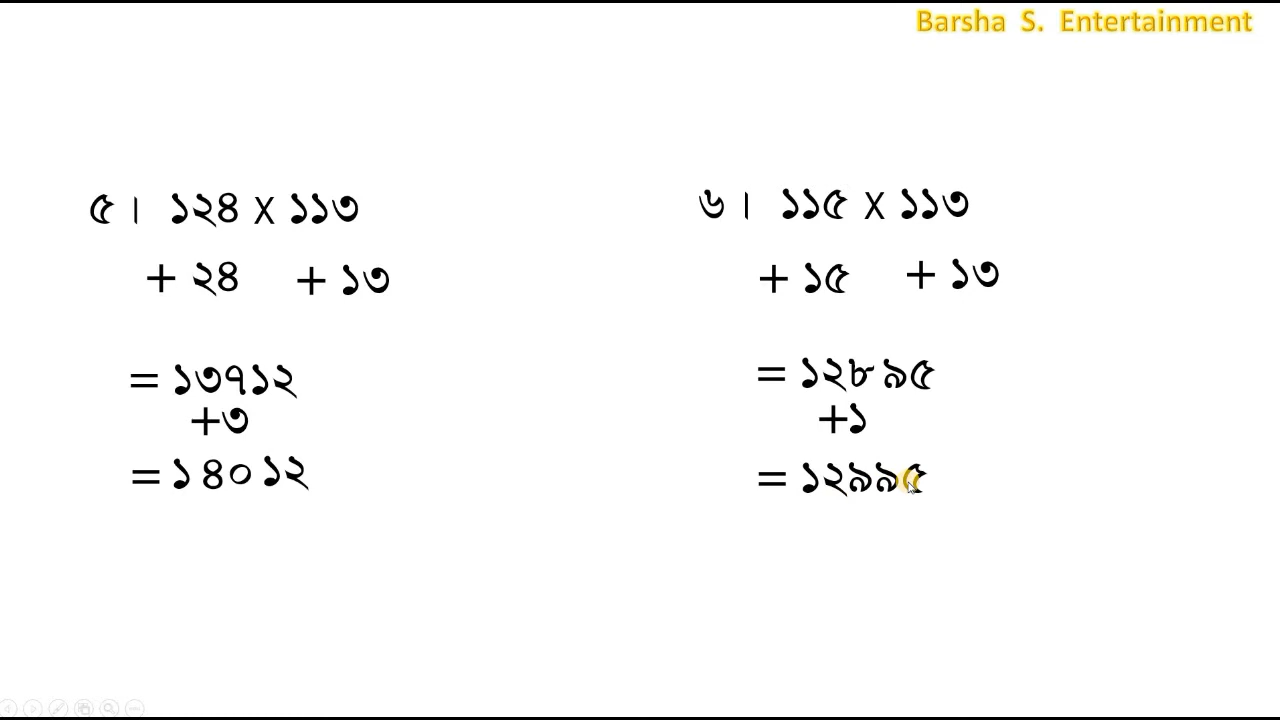 Barsha S. Entertainment
৫। ১২৪ x ১১৩
+ ২৪ + ১৩
= ১৩৭১২
+৩
= ১৪০১২
৬। ১১৫ x ১১৩
+ ১৫ + ১৩
= ১২৮৯৫
+১
= ১২৯৯৫